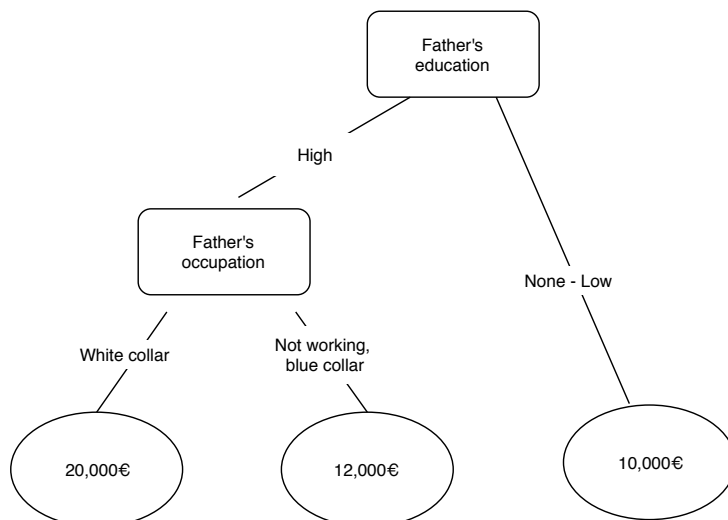 Father's
education
High
Father's
occupation
None - Low
White collar
Not working,
blue collar
20,000€
12,000€
10,000€